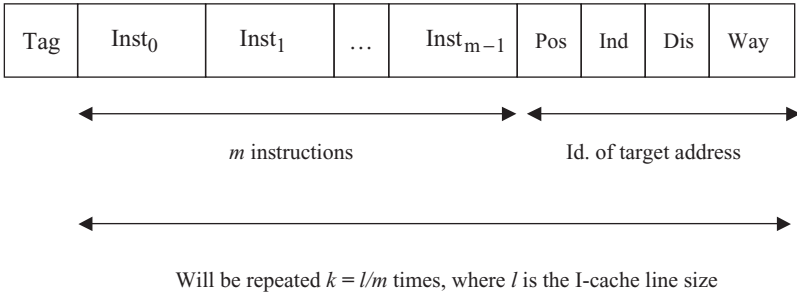 Tag Inst0 Inst1 … Instm−1 Pos Ind Dis Way
m instructions Id. of target address
Will be repeated k = l/m times, where l is the I-cache line size